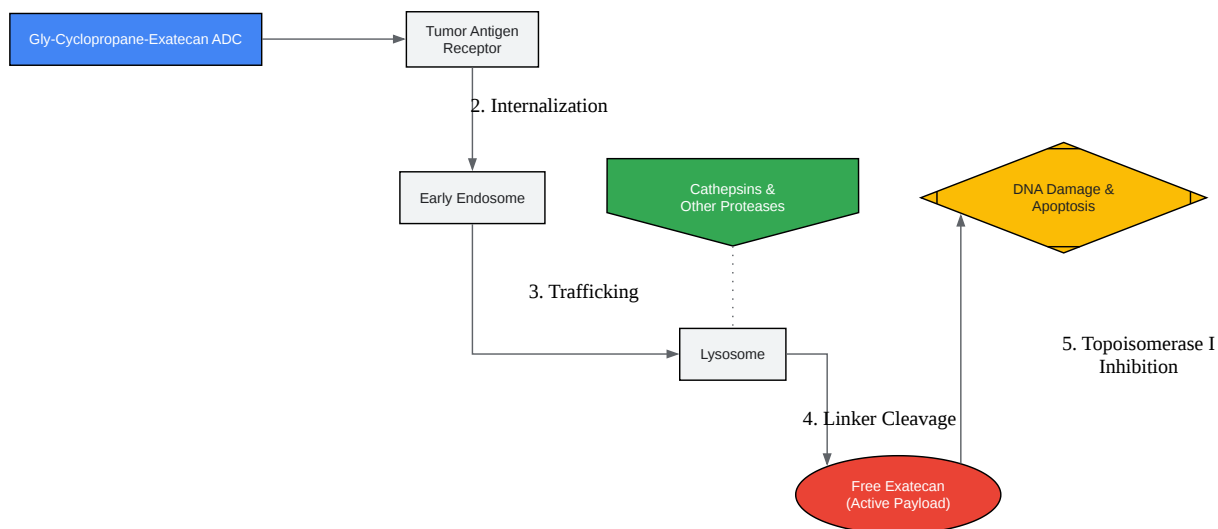 Gly-Cyclopropane-Exatecan ADC
Tumor Antigen
Receptor
2. Internalization
Early Endosome
Cathepsins &
Other Proteases
DNA Damage &
Apoptosis
3. Trafficking
Lysosome
5. Topoisomerase I
Inhibition
4. Linker Cleavage
Free Exatecan
(Active Payload)